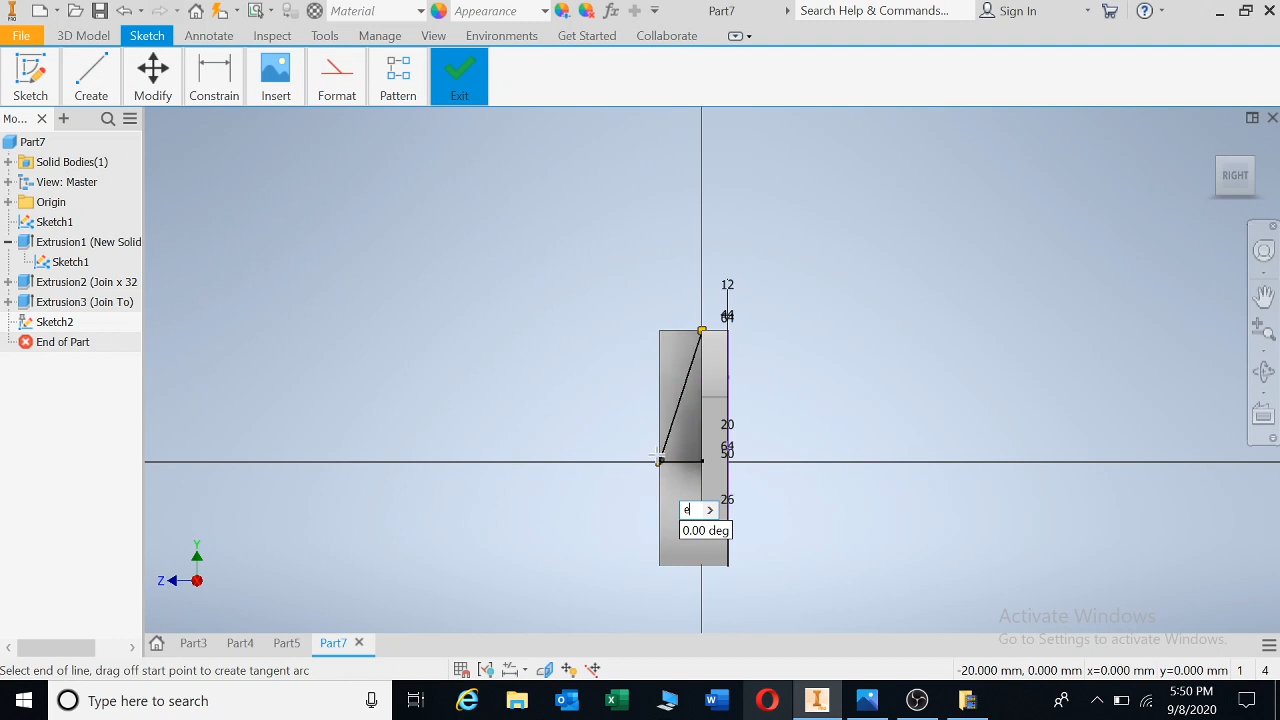 PRO
Material
Appearance
Part7
Search Help & Commands...
Sign In
File
3D Model
Sketch
Annotate
Inspect
Tools
Manage
View
Environments
Get Started
Collaborate
Sketch
Create
Modify
Constrain
Insert
Format
Pattern
Exit
Mo...
Part7
Solid Bodies(1)
View: Master
Origin
Sketch1
Extrusion1 (New Solid
Sketch1
Extrusion2 (Join x 32
Extrusion3 (Join To)
Sketch2
End of Part
RIGHT
12
20
64
50
26
e
0.00 deg
Y
Z
Activate Windows
Go to Settings to activate Windows.
Part3
Part4
Part5
Part7
Select end of line, drag off start point to create tangent arc
-20.000 mm, 0.000 mm
x=0.000 mm
y=0.000 mm
1
4
Type here to search
5:50 PM
9/8/2020